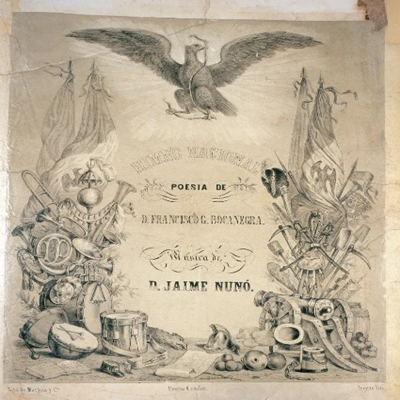 HIMNO NACIONAL
POESIA DE
D. FRANCISCO G. BOCANEGRA.
Música de
D. JAIME NUNÓ.